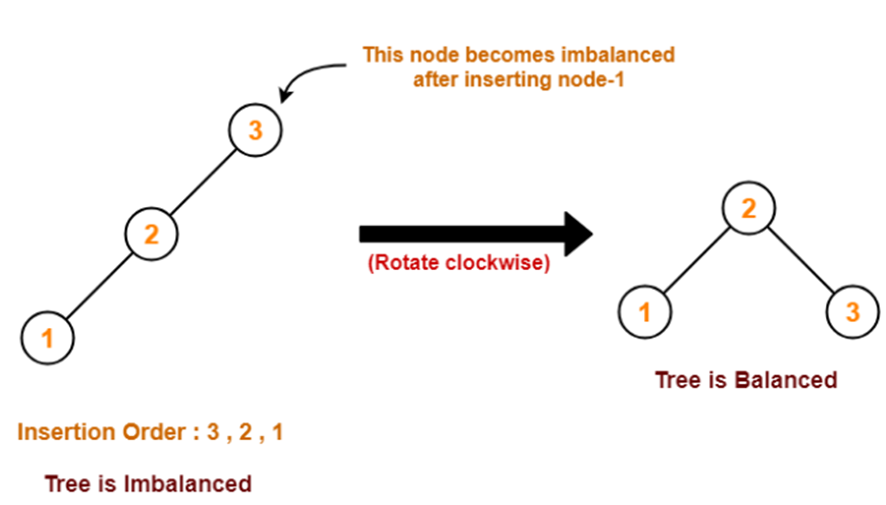 This node becomes imbalanced
after inserting node-1
3
2
1
(Rotate clockwise)
2
1
3
Tree is Balanced
Insertion Order : 3 , 2 , 1
Tree is Imbalanced